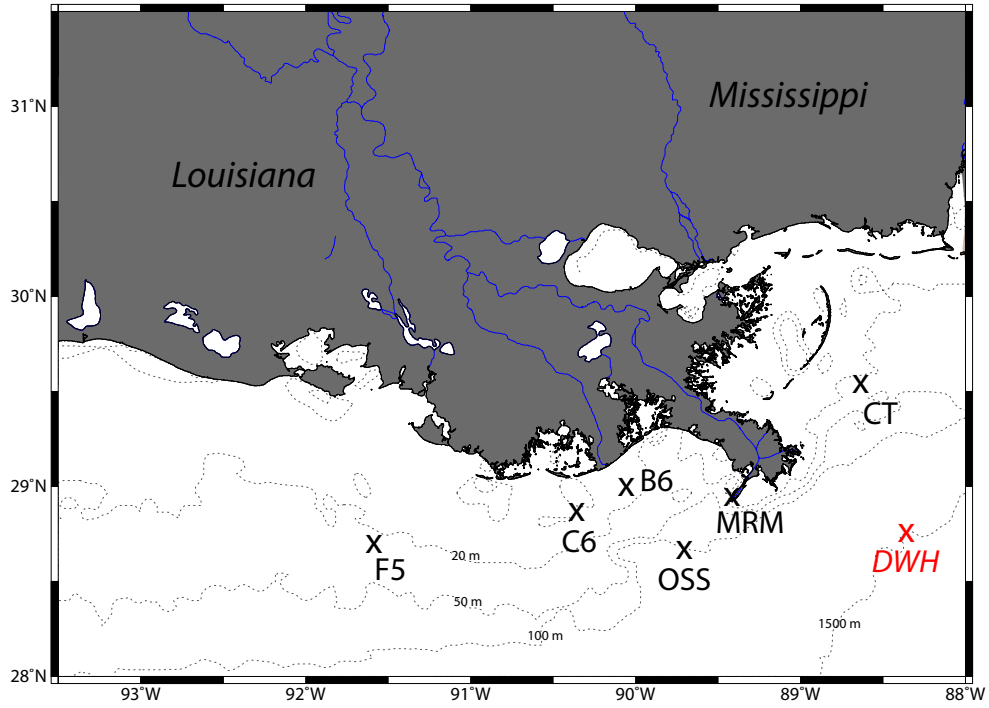 31°N
Mississippi
Louisiana
30°N
CT
29°N
B6
MRM
C6
20 m
F5
OSS
DWH
50 m
100 m
1500 m
28°N
93°W
92°W
91°W
90°W
89°W
88°W
x
x
x
x
x
x
x